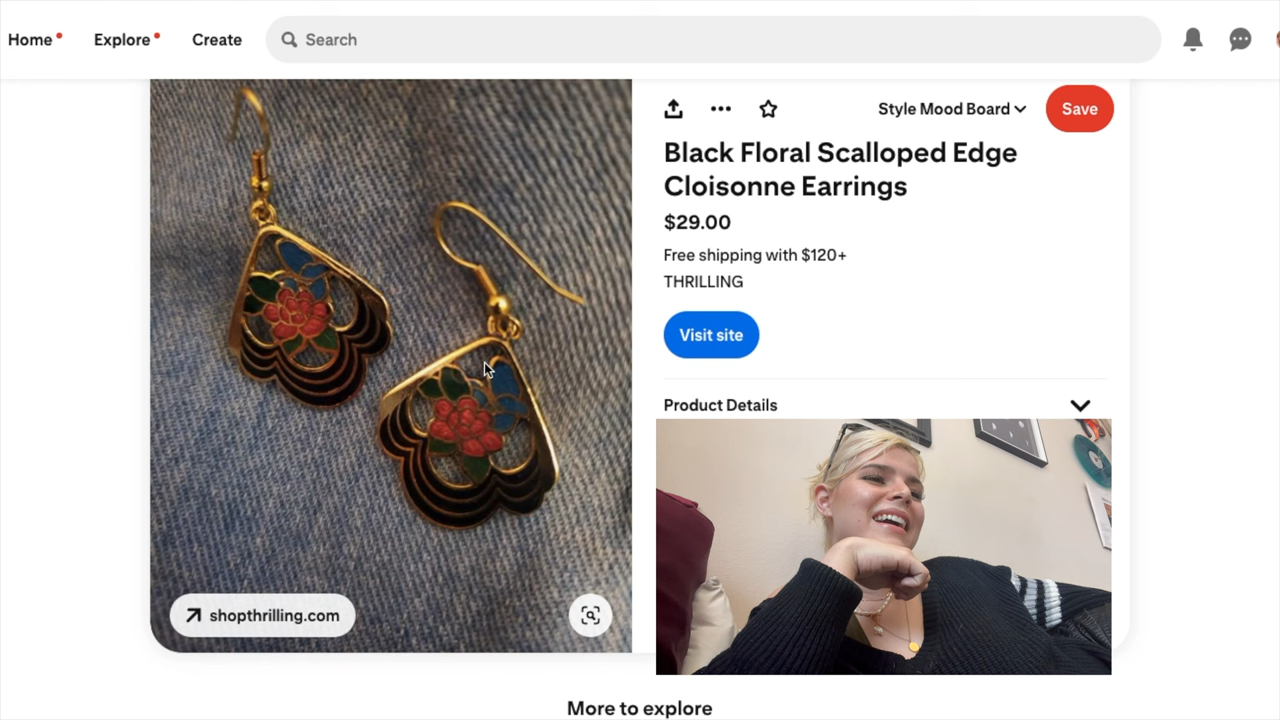 Home
Explore
Create
Search
Style Mood Board
Save
Black Floral Scalloped Edge
Cloisonne Earrings
$29.00
Free shipping with $120+
THRILLING
Visit site
Product Details
shopthrilling.com
More to explore